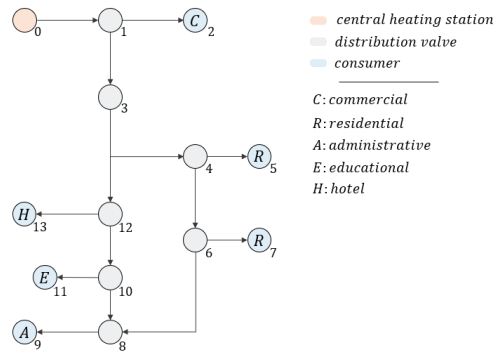 0
1
C
2
central heating station
distribution valve
consumer
C: commercial
R: residential
A: administrative
E: educational
H: hotel
3
4
R
5
H
13
12
6
R
7
E
11
10
A
9
8